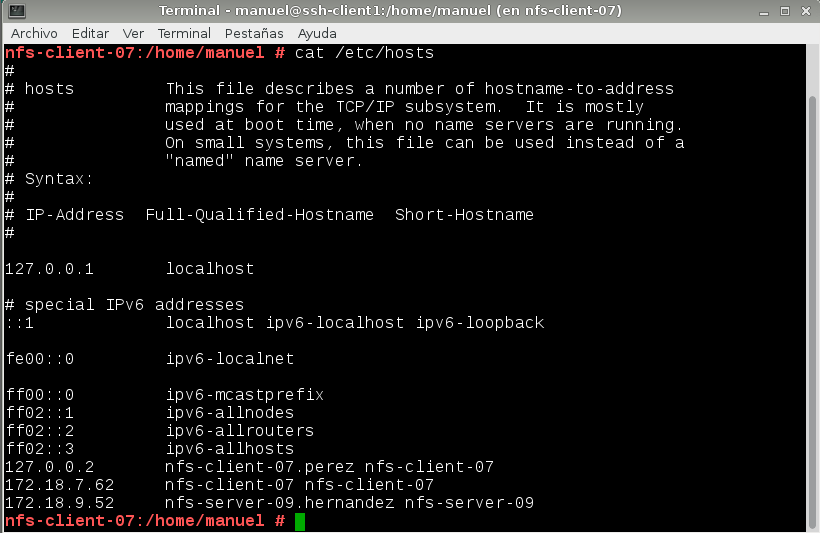 Terminal - manuel@ssh-client1:/home/manuel (en nfs-client-07)
Archivo Editar Ver Terminal Pestañas Ayuda
nfs-client-07:/home/manuel # cat /etc/hosts
#
# hosts         This file describes a number of hostname-to-address
#               mappings for the TCP/IP subsystem.  It is mostly
#               used at boot time, when no name servers are running.
#               On small systems, this file can be used instead of a
#               "named" name server.
# Syntax:
#
# IP-Address  Full-Qualified-Hostname  Short-Hostname
#
127.0.0.1       localhost
# special IPv6 addresses
::1             localhost ipv6-localhost ipv6-loopback
fe00::0         ipv6-localnet
ff00::0         ipv6-mcastprefix
ff02::1         ipv6-allnodes
ff02::2         ipv6-allrouters
ff02::3         ipv6-allhosts
127.0.0.2       nfs-client-07.perez nfs-client-07
172.18.7.62     nfs-client-07 nfs-client-07
172.18.9.52     nfs-server-09.hernandez nfs-server-09
nfs-client-07:/home/manuel #